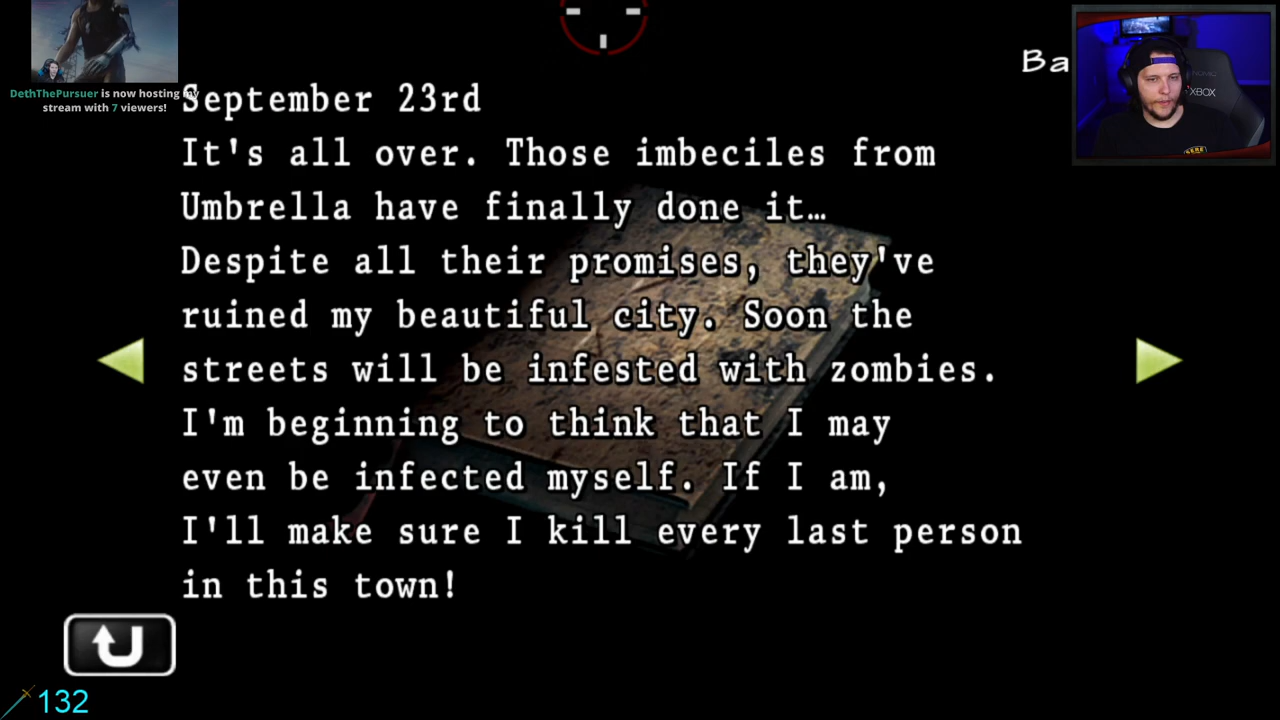 Ba
DethThePursuer is now hosting my
stream with 7 viewers!
September 23rd
It's all over. Those imbeciles from
Umbrella have finally done it…
Despite all their promises, they've
ruined my beautiful city. Soon the
streets will be infested with zombies.
I'm beginning to think that I may
even be infected myself. If I am,
I'll make sure I kill every last person
in this town!
XBOX
132